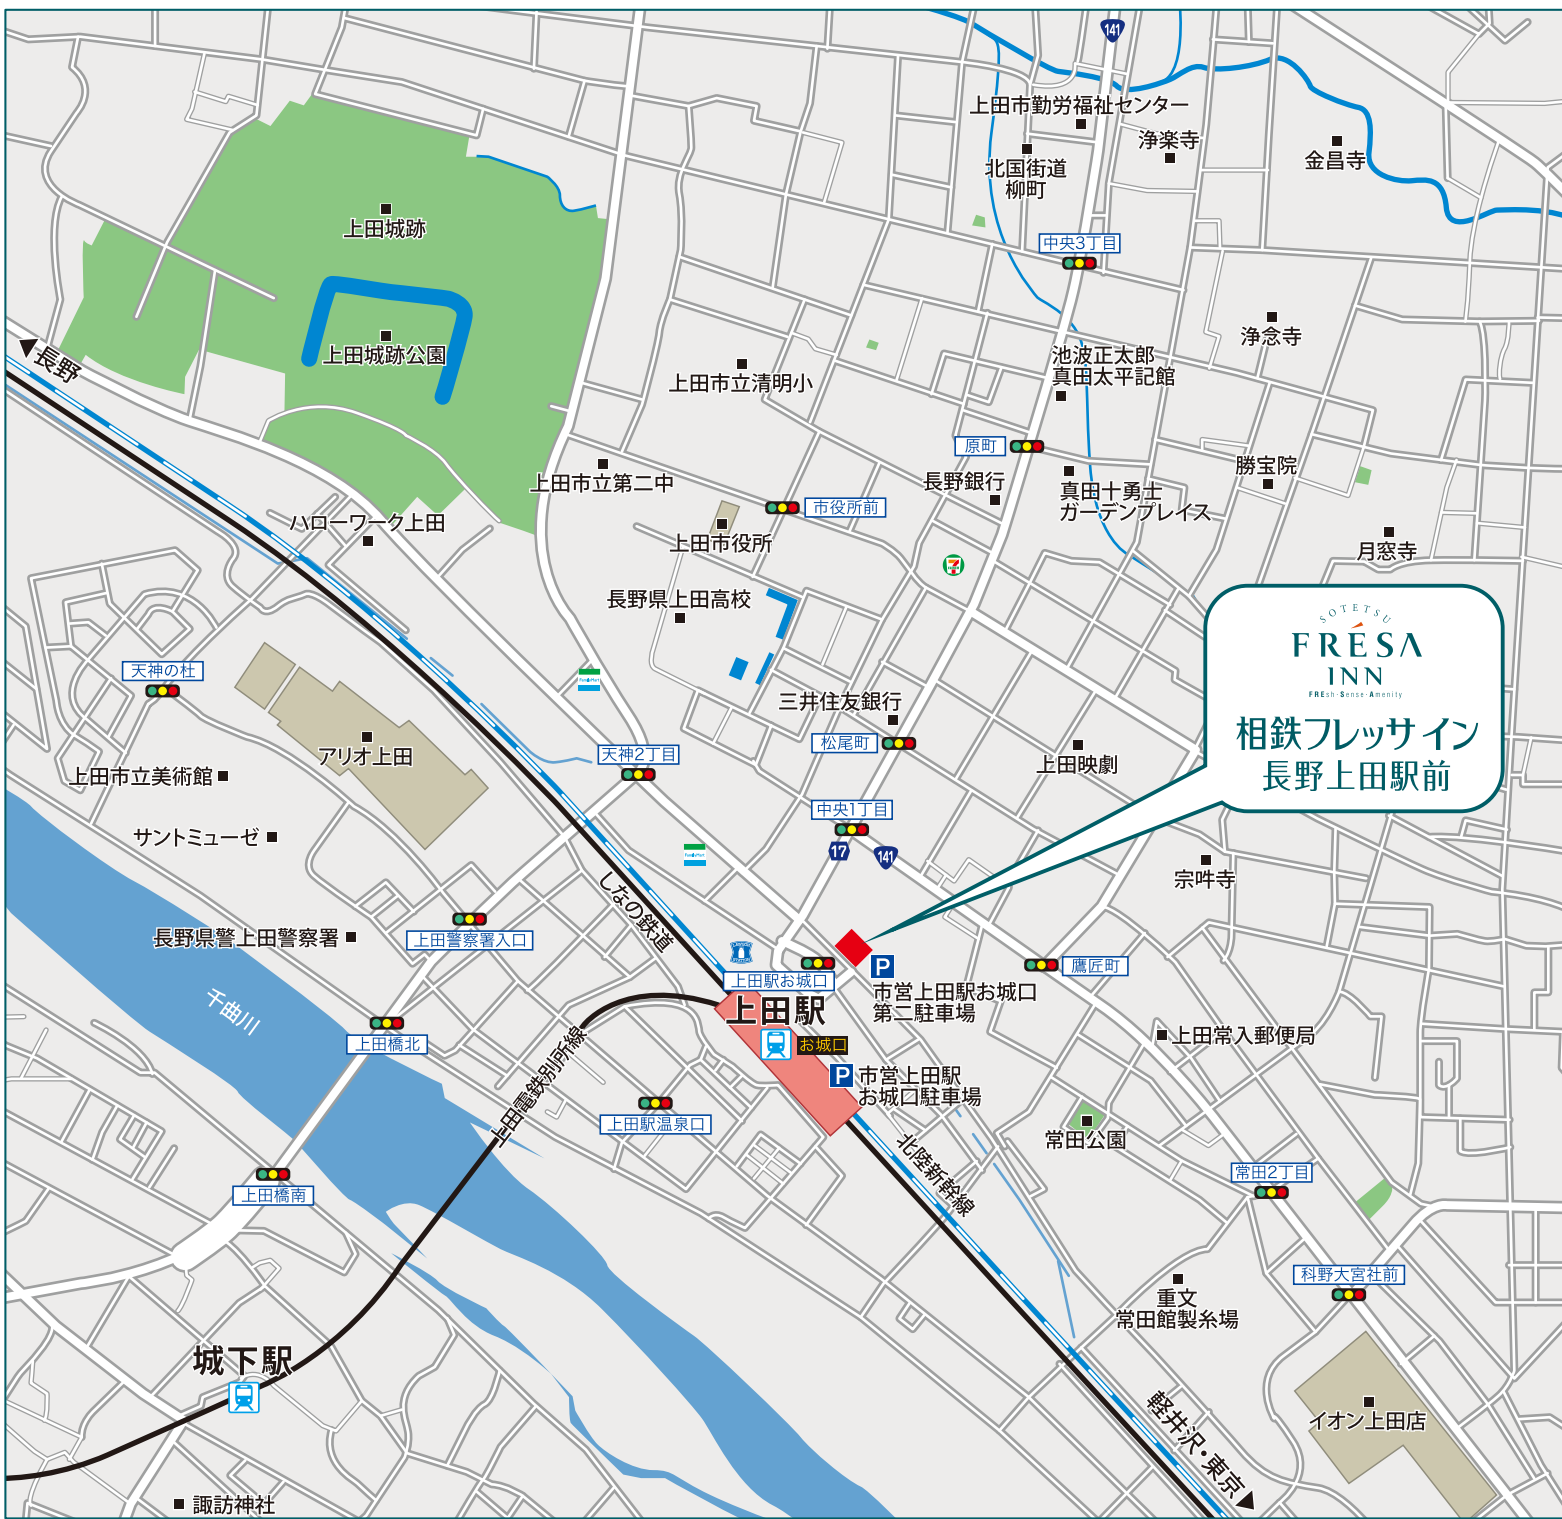 141
上田市勤労福祉センター
浄楽寺
金昌寺
北国街道
柳町
上田城跡
中央3丁目
浄念寺
上田城跡公園
長野
池波正太郎
真田太平記館
上田市立清明小
原町
勝宝院
上田市立第二中
長野銀行
真田十勇士
ガーデンプレイス
市役所前
ハローワーク上田
上田市役所
月窓寺
7
長野県上田高校
SOTETSU
FRÉSA
INN
FREsh・Sense・Amenity
相鉄フレッサイン
長野上田駅前
天神の杜
FamilyMart
三井住友銀行
松尾町
アリオ上田
天神2丁目
上田映劇
上田市立美術館
中央1丁目
サントミューゼ
17
141
FamilyMart
宗吽寺
しなの鉄道
長野県警上田警察署
上田警察署入口
上田駅お城口
P
鷹匠町
市営上田駅お城口
第二駐車場
千曲川
上田駅
お城口
上田橋北
上田電鉄別所線
上田常入郵便局
P
市営上田駅
お城口駐車場
上田駅温泉口
常田公園
北陸新幹線
上田橋南
常田2丁目
科野大宮社前
重文
常田館製糸場
城下駅
軽井沢・東京
イオン上田店
諏訪神社